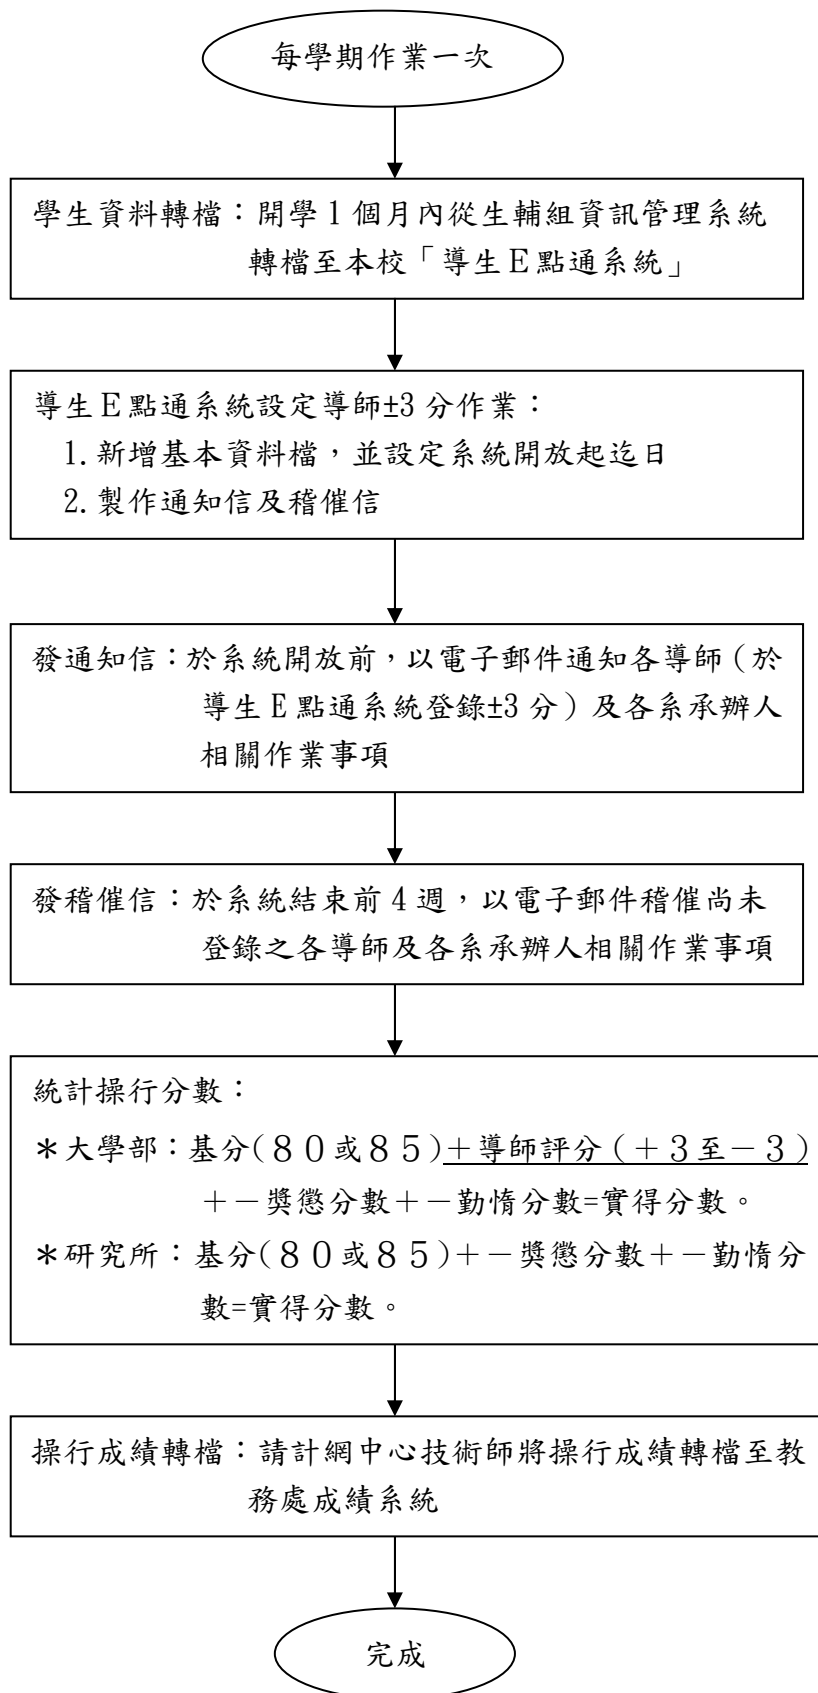 每學期作業一次
學生資料轉檔：開學1個月內從生輔組資訊管理系統
轉檔至本校「導生E點通系統」
導生E點通系統設定導師±3分作業：
1.新增基本資料檔，並設定系統開放起迄日
2.製作通知信及稽催信
發通知信：於系統開放前，以電子郵件通知各導師（於
導生E點通系統登錄±3分）及各系承辦人
相關作業事項
發稽催信：於系統結束前4週，以電子郵件稽催尚未
登錄之各導師及各系承辦人相關作業事項
統計操行分數：
＊大學部：基分(８０或８５)＋導師評分（＋３至－３）
＋－獎懲分數＋－勤惰分數=實得分數。
＊研究所：基分(８０或８５)＋－獎懲分數＋－勤惰分
數=實得分數。
操行成績轉檔：請計網中心技術師將操行成績轉檔至教
務處成績系統
完成